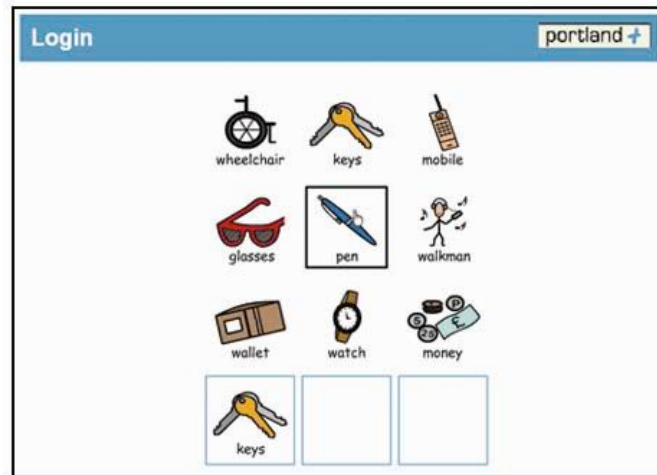 Login
portland +
wheelchair keys mobile
glasses pen walkman
wallet watch money
keys